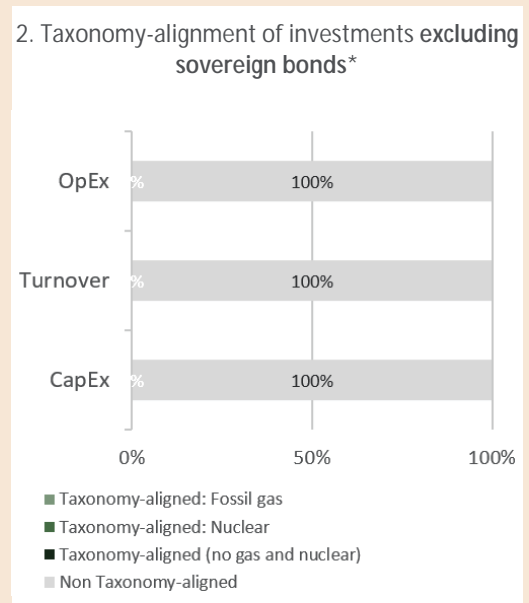 2. Taxonomy-alignment of investments excluding
sovereign bonds*
OpEx
%
100%
Turnover
%
100%
CapEx
%
100%
0%
50%
100%
Taxonomy-aligned: Fossil gas
Taxonomy-aligned: Nuclear
Taxonomy-aligned (no gas and nuclear)
Non Taxonomy-aligned